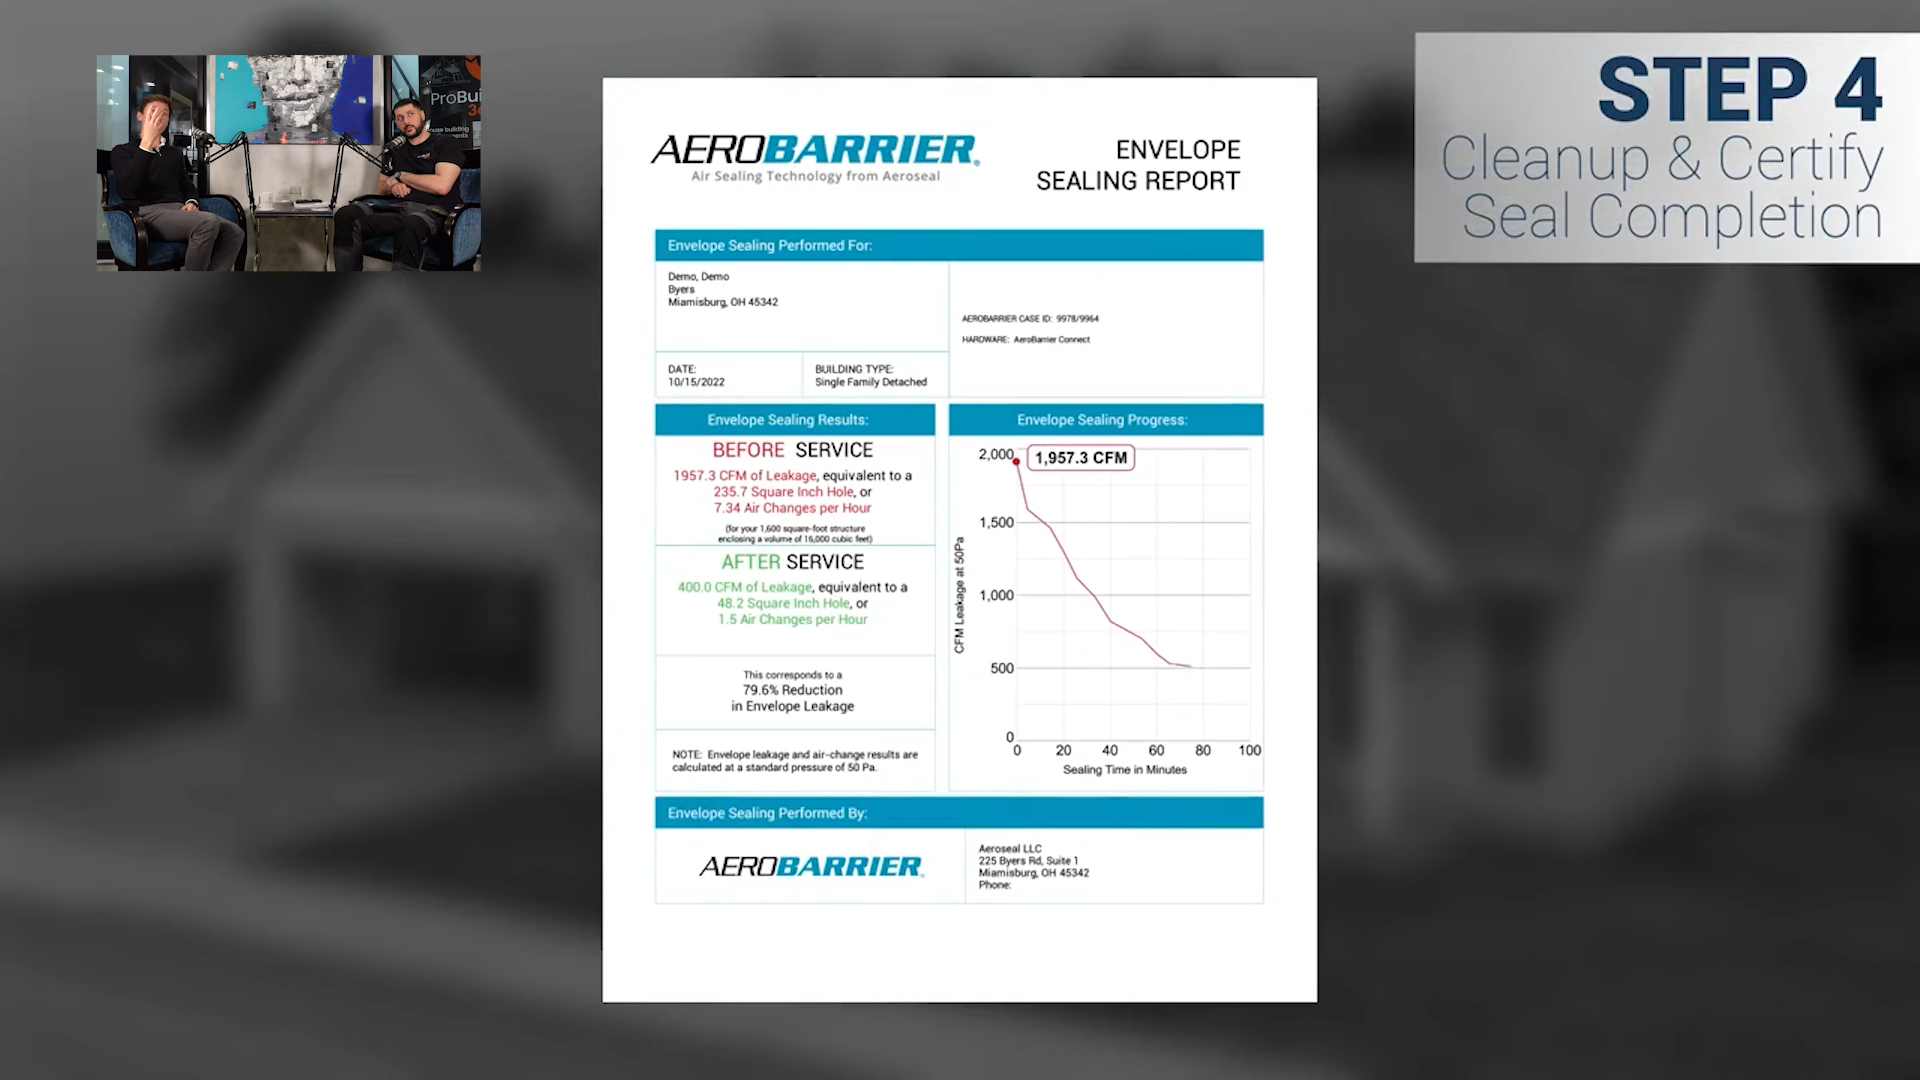 ProBui
36
ouse building
ents
STEP 4
Cleanup & Certify
Seal Completion
AEROBARRIER®
Air Sealing Technology from Aeroseal
ENVELOPE
SEALING REPORT
Envelope Sealing Performed For:
Demo, Demo
Byers
Miamisburg, OH 45342
AEROBARRIER CASE ID: 9978/9964
HARDWARE: AeroBarrier Connect
DATE:
10/15/2022
BUILDING TYPE:
Single Family Detached
Envelope Sealing Results:
BEFORE SERVICE
1957.3 CFM of Leakage, equivalent to a
235.7 Square Inch Hole, or
7.34 Air Changes per Hour
(for your 1,600 square-foot structure
enclosing a volume of 16,000 cubic feet)
AFTER SERVICE
400.0 CFM of Leakage, equivalent to a
48.2 Square Inch Hole, or
1.5 Air Changes per Hour
This corresponds to a
79.6% Reduction
in Envelope Leakage
NOTE: Envelope leakage and air-change results are
calculated at a standard pressure of 50 Pa.
Envelope Sealing Progress:
1,957.3 CFM
2,000
1,500
1,000
500
0
CFM Leakage at 50Pa
0 20 40 60 80 100
Sealing Time in Minutes
Envelope Sealing Performed By:
AEROBARRIER®
Aeroseal LLC
225 Byers Rd, Suite 1
Miamisburg, OH 45342
Phone: